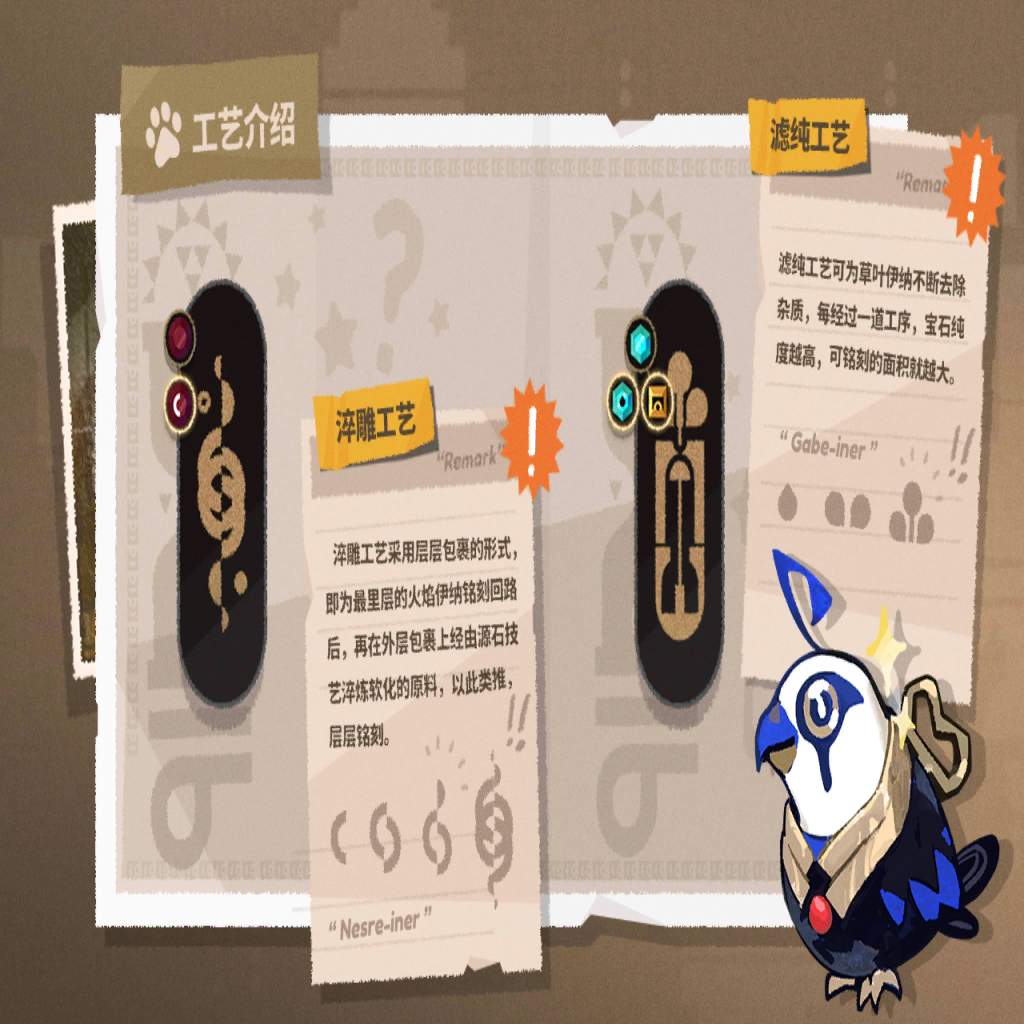 工艺介绍
淬雕工艺
"Remark"
淬雕工艺采用层层包裹的形式，
即为最里层的火焰伊纳铭刻回路
后，再在外层包裹上经由源石技
艺淬炼软化的原料，以此类推，
层层铭刻。
!!
"Nesre-iner"
滤纯工艺
"Remar
滤纯工艺可为草叶伊纳不断去除
杂质，每经过一道工序，宝石纯
度越高，可铭刻的面积就越大。
"Gabe-iner"
!!